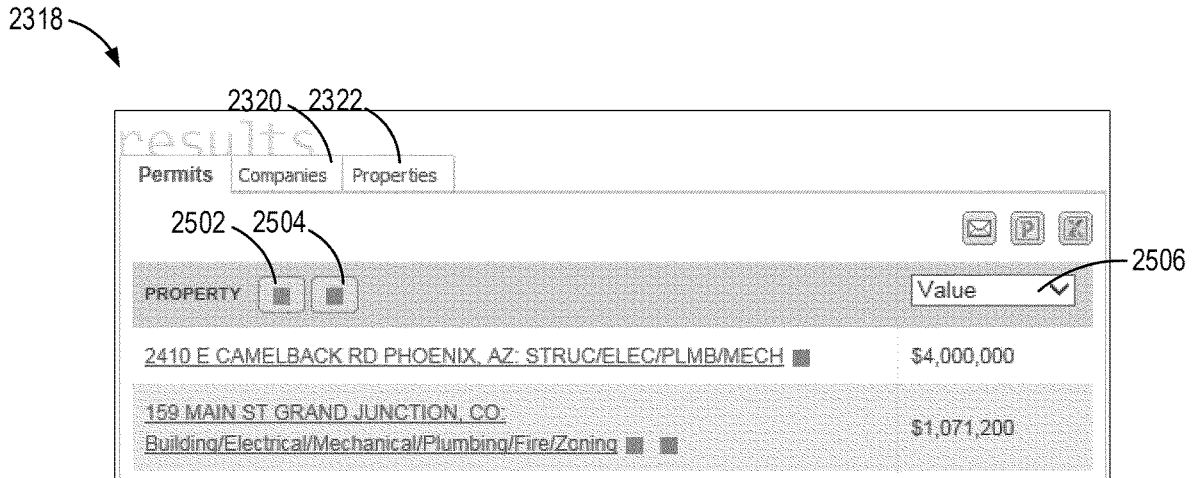 2318
2320 2322
results
Permits Companies Properties
2502 2504
P X
2506
PROPERTY Value
2410 E CAMELBACK RD PHOENIX, AZ: STRUC/ELEC/PLMB/MECH $4,000,000
159 MAIN ST GRAND JUNCTION, CO:
Building/Electrical/Mechanical/Plumbing/Fire/Zoning $1,071,200